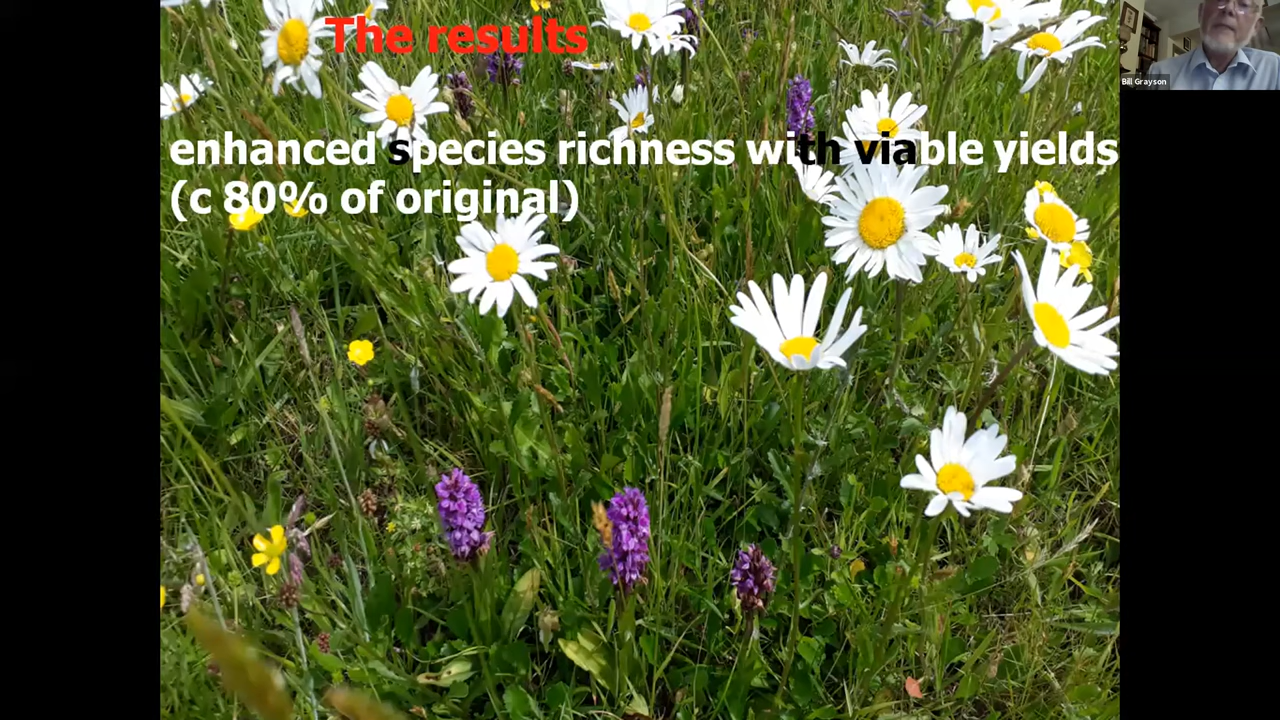 The results
Bill Grayson
enhanced species richness with viable yields
(c 80% of original)